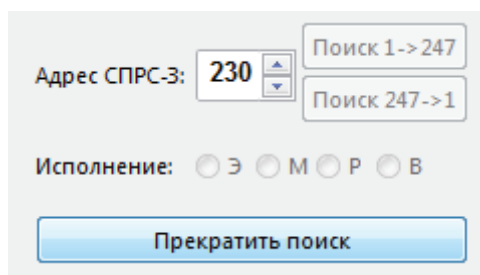 Поиск 1->247
Адрес СПРС-3: 230
Поиск 247->1
Исполнение: Э М Р В
Прекратить поиск